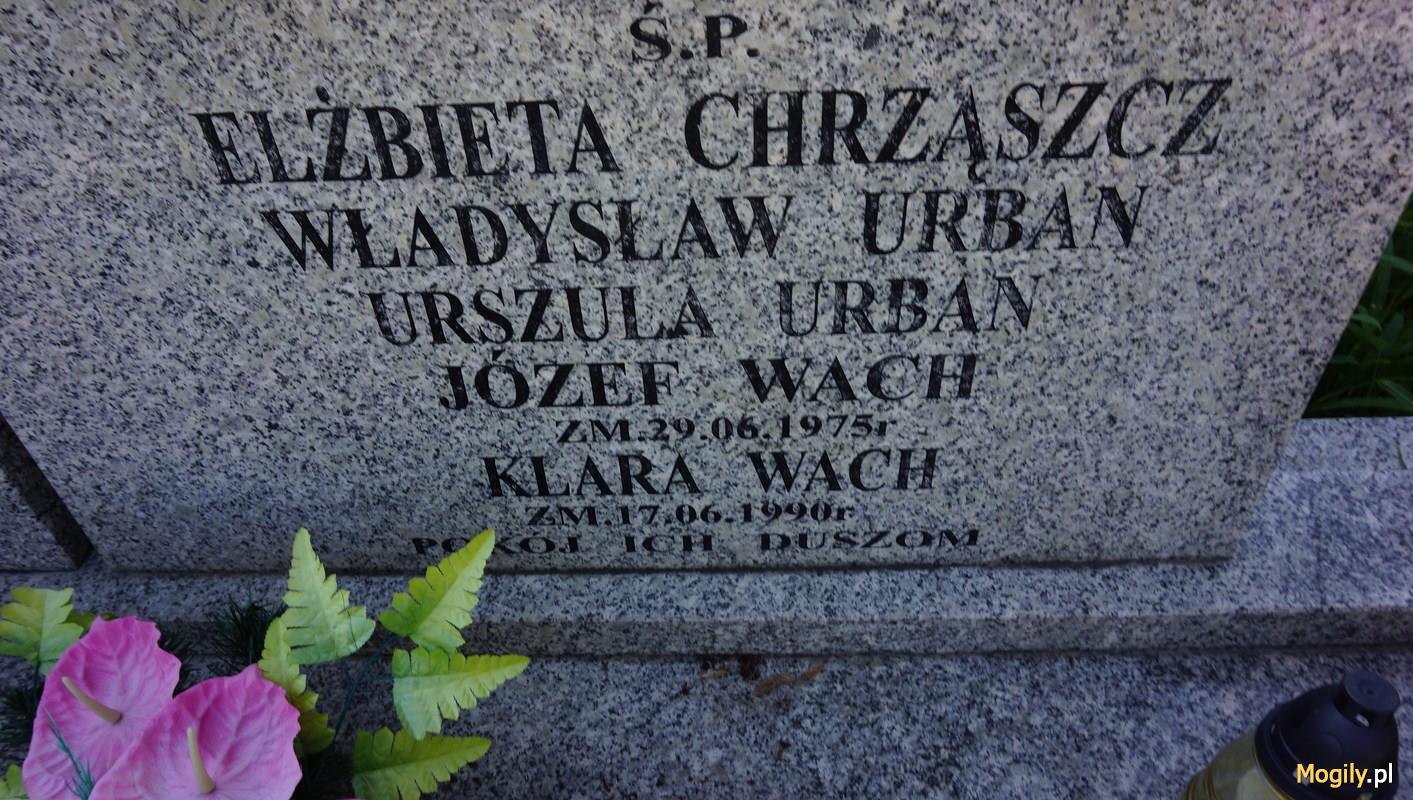 Ś.P.
ELŻBIETA CHRZĄSZCZ
WŁADYSŁAW URBAN
URSZULA URBAN
JÓZEF WACH
ZM.29.06.1975r
KLARA WACH
ZM.17.06.1990r
POKÓJ ICH DUSZOM
Mogily.pl